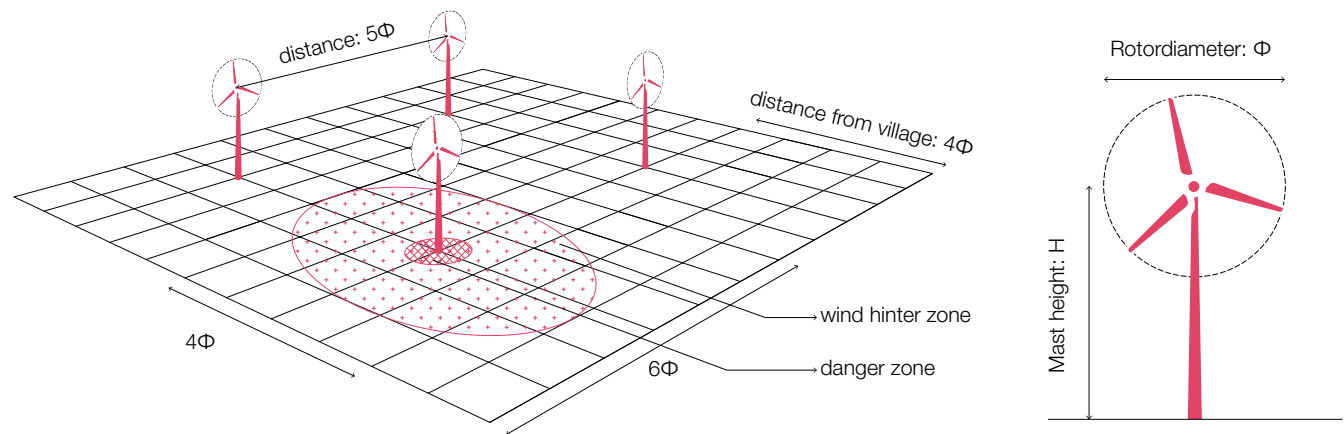 distance: 5Φ
distance from village: 4Φ
4Φ
6Φ
wind hinter zone
danger zone
Rotordiameter: Φ
Mast height: H